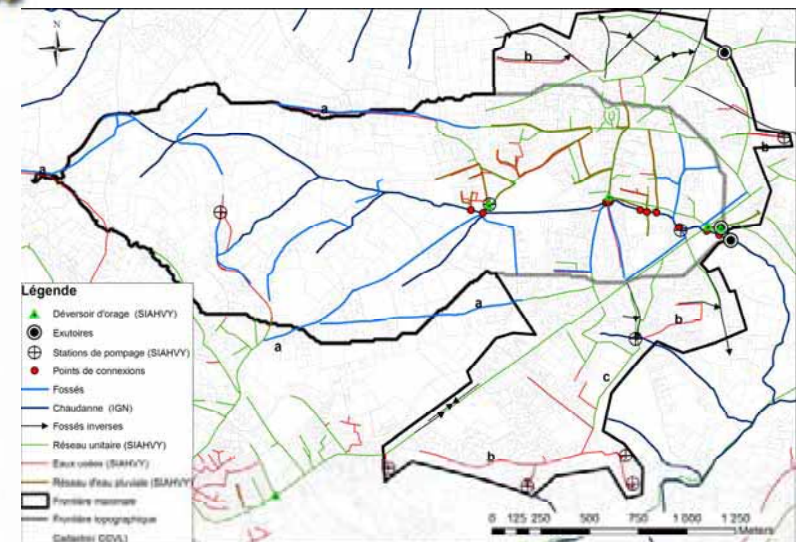 N
b
a
b
a
a
b
a
c
b
Légende
Déversoir d'orage (SIAHVY)
Exutoires
Stations de pompage (SIAHVY)
Points de connexions
Fossés
Chaudanne (IGN)
Fossés inverses
Réseau unitaire (SIAHVY)
Eaux usées (SIAHVY)
Réseau d'eau pluviale (SIAHVY)
Frontière maximale
Frontière topographique
Cadastre CCVL
0 125 250 500 750 1 000 1 250
Meters